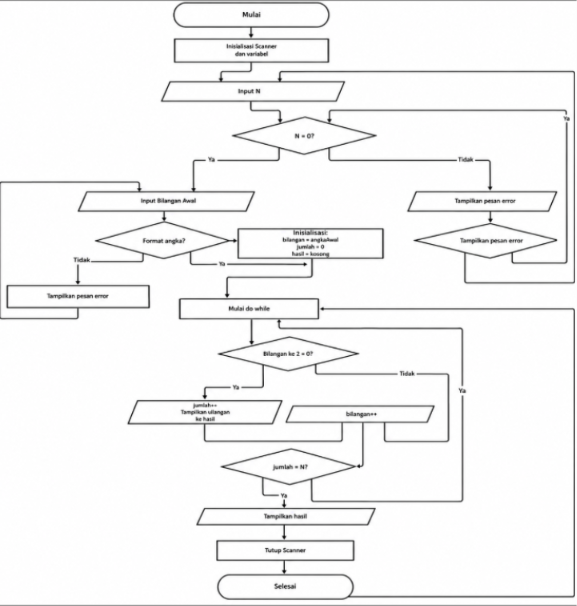 Mulai
Inisialisasi Scanner
dan variabel
Input N
N = 0?
Ya
Ya
Tidak
Input Bilangan Awal
Tampilkan pesan error
Format angka?
Inisialisasi:
bilangan = angkaAwal
jumlah = 0
hasil = kosong
Tampilkan pesan error
Tidak
Ya
Tampilkan pesan error
Mulai do while
Bilangan ke 2 = 0?
Tidak
Ya
Ya
jumlah++
Tampilkan ulangan
ke hasil
bilangan++
jumlah = N?
Ya
Tampilkan hasil
Tutup Scanner
Selesai